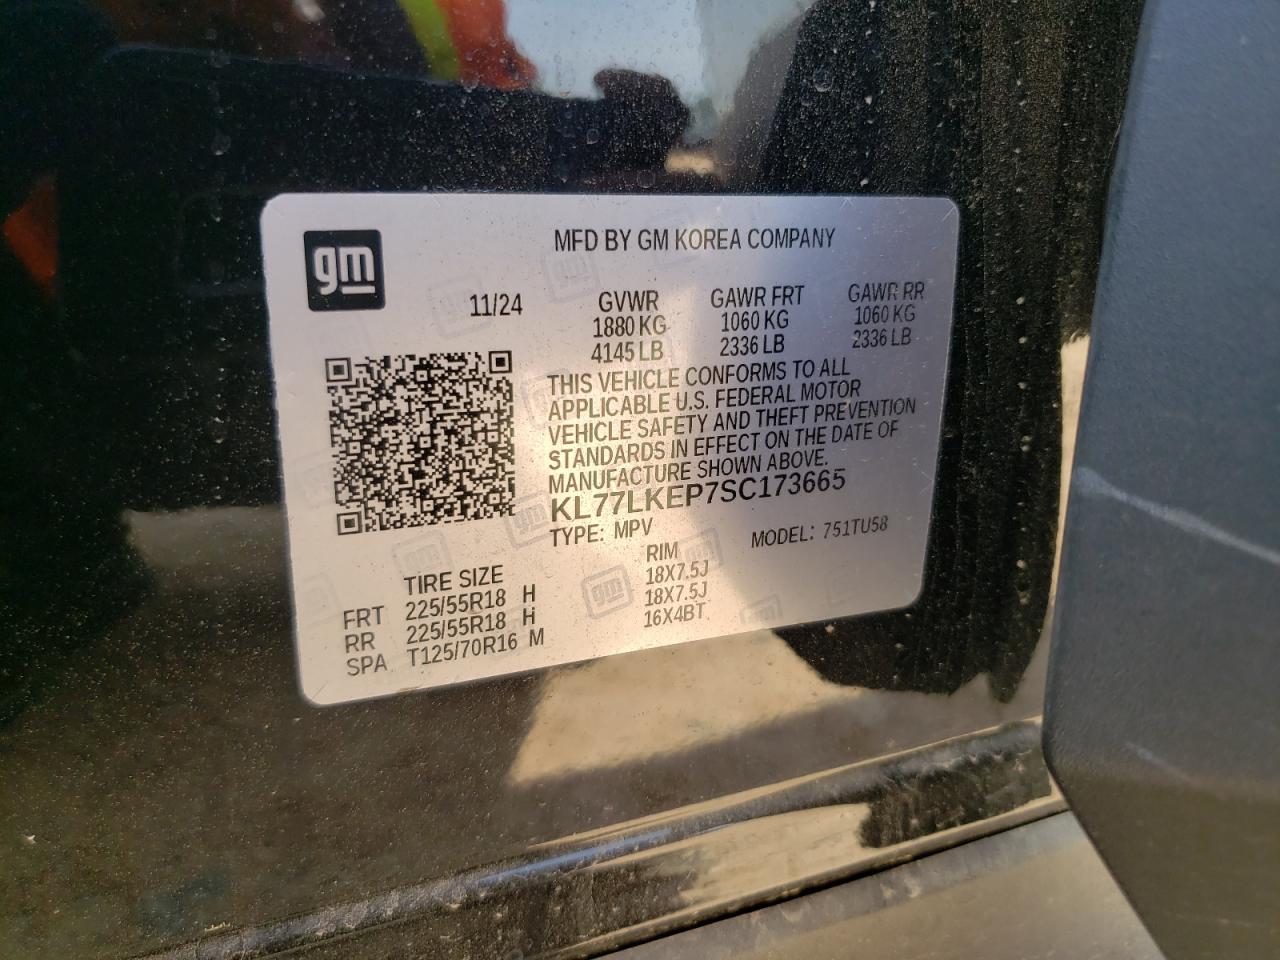 gm
MFD BY GM KOREA COMPANY
11/24 GVWR GAWR FRT GAWR RR
1880 KG 1060 KG 1060 KG
4145 LB 2336 LB 2336 LB
THIS VEHICLE CONFORMS TO ALL
APPLICABLE U.S. FEDERAL MOTOR
VEHICLE SAFETY AND THEFT PREVENTION
STANDARDS IN EFFECT ON THE DATE OF
MANUFACTURE SHOWN ABOVE.
KL77LKEP7SC173665
TYPE: MPV MODEL: 751TU58
TIRE SIZE RIM
FRT 225/55R18 H 18X7.5J
RR 225/55R18 H 18X7.5J
SPA T125/70R16 M 16X4BT